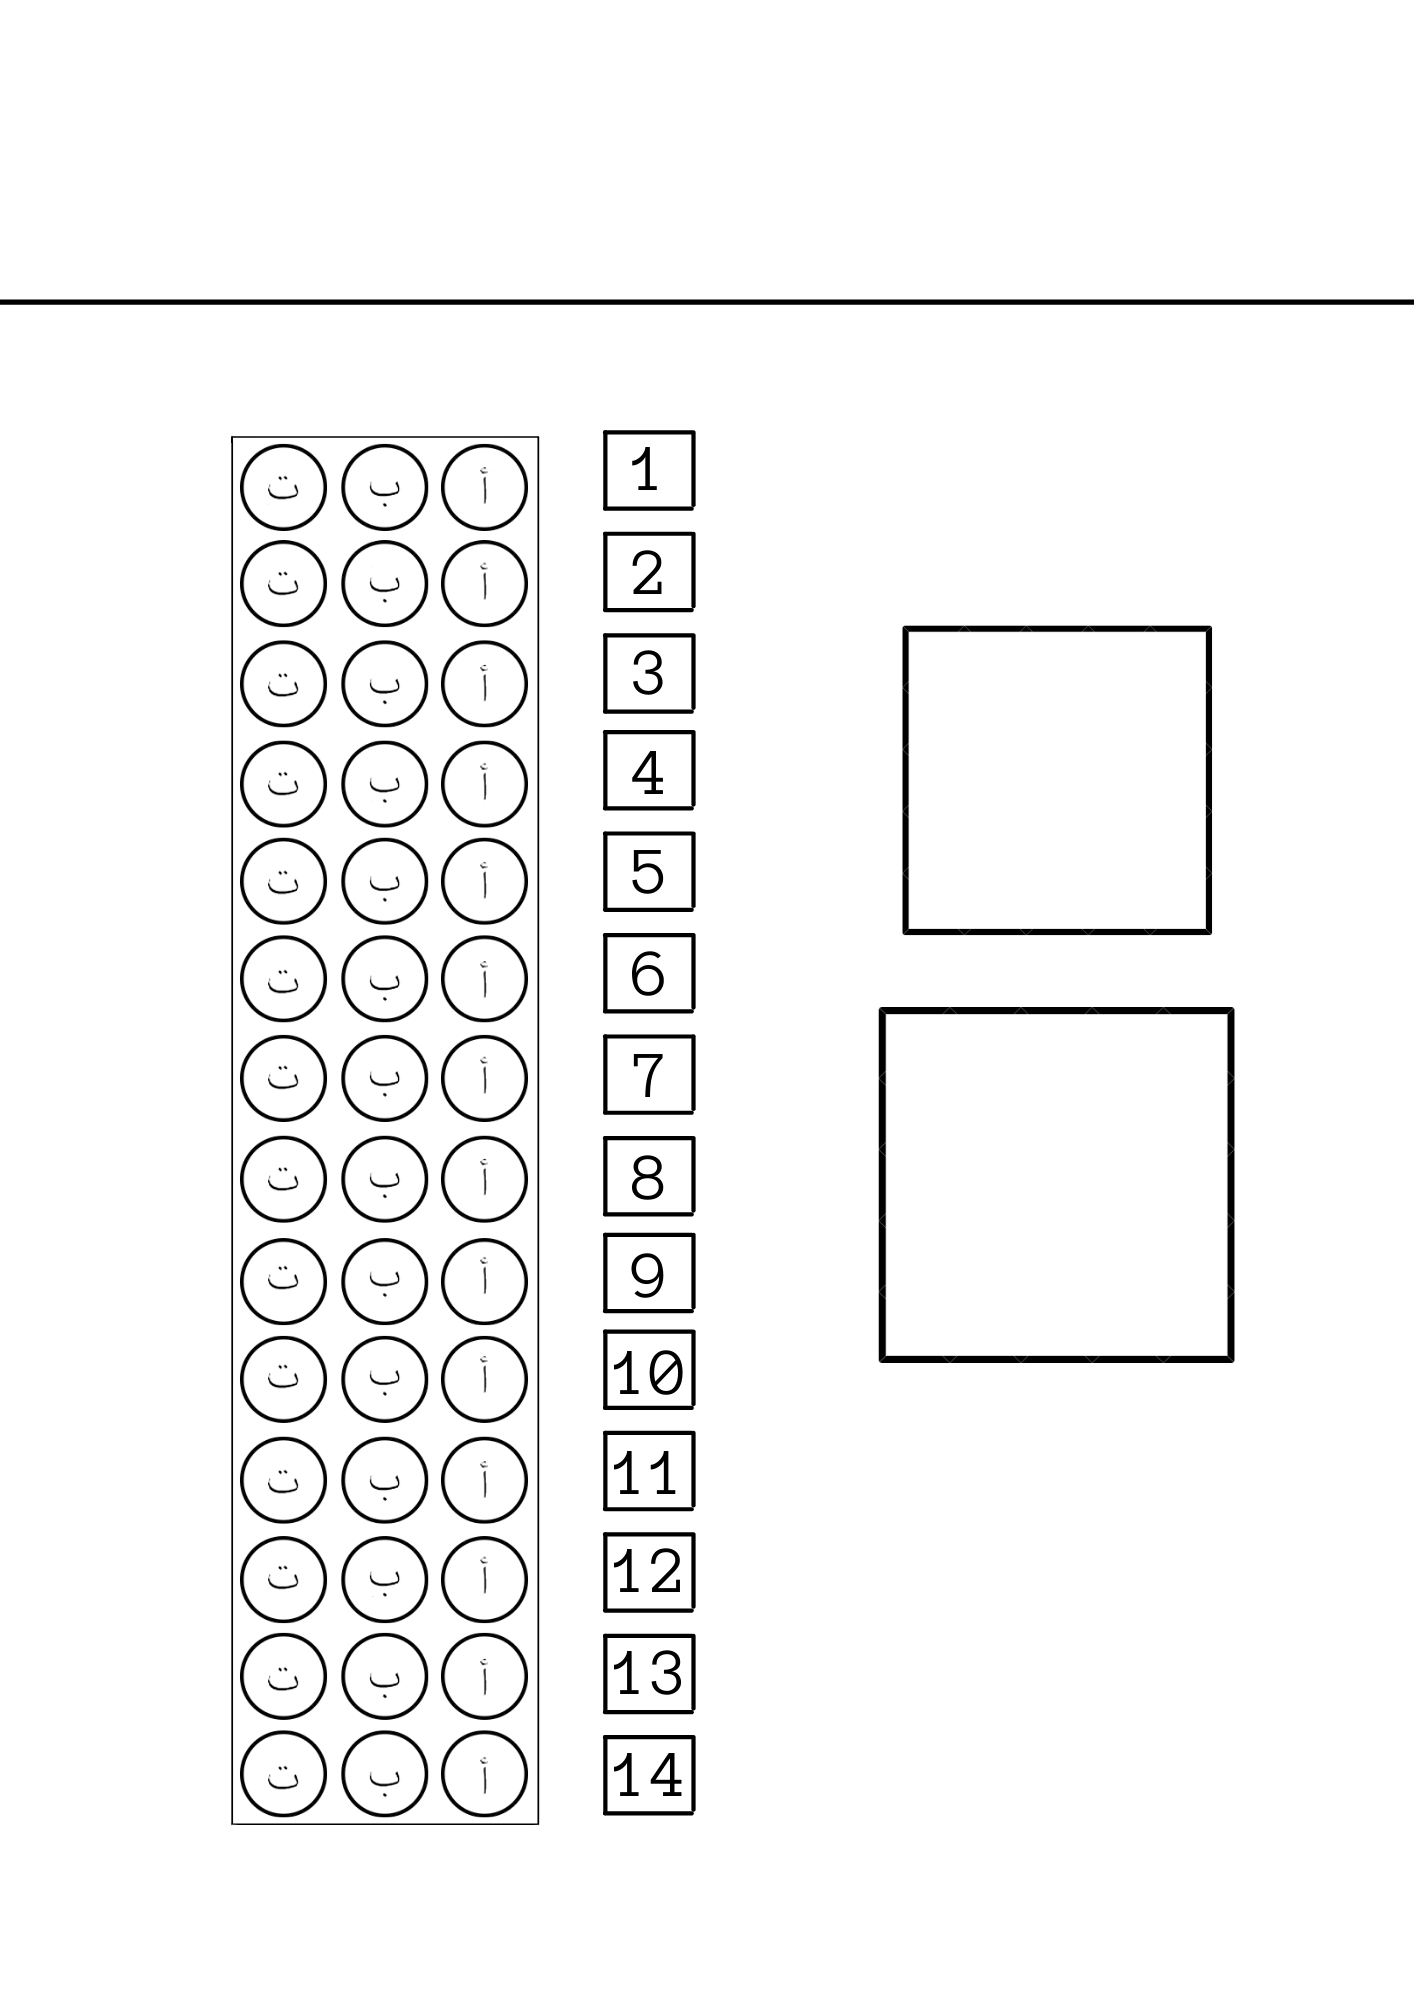 1 أ ب ت
2 أ ب ت
3 أ ب ت
4 أ ب ت
5 أ ب ت
6 أ ب ت
7 أ ب ت
8 أ ب ت
9 أ ب ت
10 أ ب ت
11 أ ب ت
12 أ ب ت
13 أ ب ت
14 أ ب ت